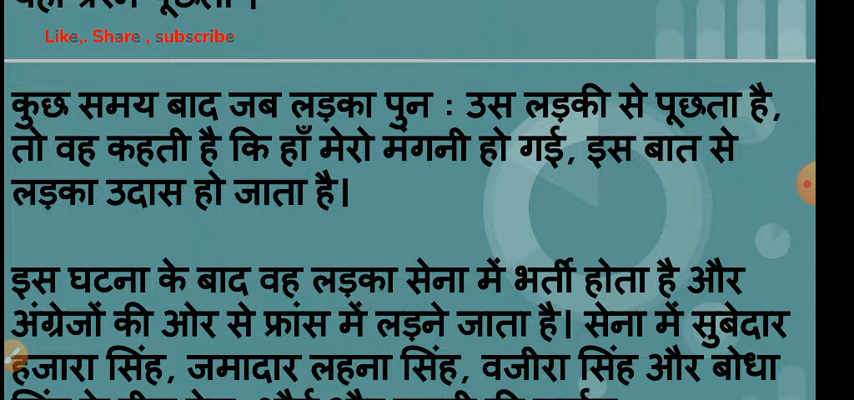 Like,. Share , subscribe
कुछ समय बाद जब लड़का पुन : उस लड़की से पूछता है,
तो वह कहती है कि हाँ मेरो मंगनी हो गई, इस बात से
लड़का उदास हो जाता है|
इस घटना के बाद वह लड़का सेना में भर्ती होता है और
अंग्रेजों की ओर से फ्रांस में लड़ने जाता है| सेना में सुबेदार
हजारा सिंह, जमादार लहना सिंह, वजीरा सिंह और बोधा